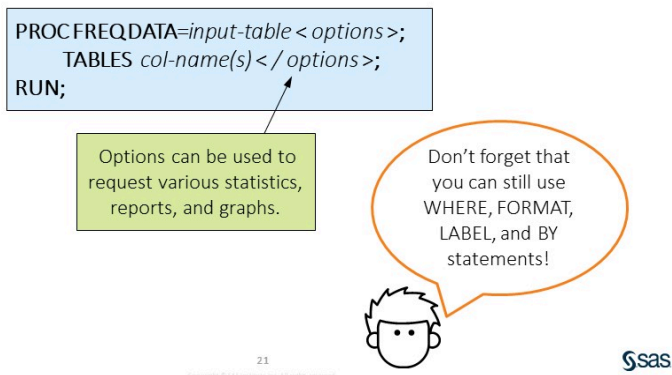 PROC FREQ DATA=input-table < options >;
TABLES col-name(s) < / options >;
RUN;
Options can be used to
request various statistics,
reports, and graphs.
Don't forget that
you can still use
WHERE, FORMAT,
LABEL, and BY
statements!
21
sas